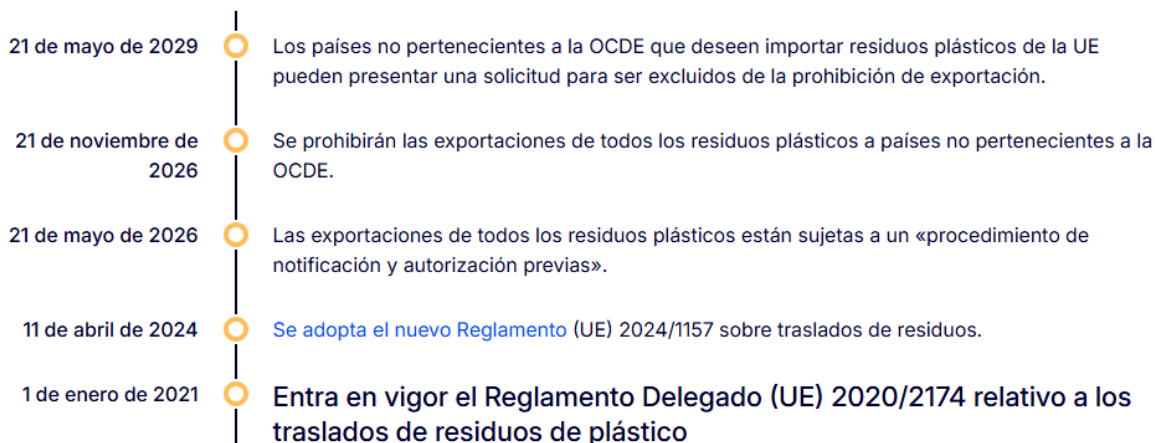 21 de mayo de 2029
Los países no pertenecientes a la OCDE que deseen importar residuos plásticos de la UE
pueden presentar una solicitud para ser excluidos de la prohibición de exportación.
21 de noviembre de
2026
Se prohibirán las exportaciones de todos los residuos plásticos a países no pertenecientes a la
OCDE.
21 de mayo de 2026
Las exportaciones de todos los residuos plásticos están sujetas a un «procedimiento de
notificación y autorización previas».
11 de abril de 2024
Se adopta el nuevo Reglamento (UE) 2024/1157 sobre traslados de residuos.
1 de enero de 2021
Entra en vigor el Reglamento Delegado (UE) 2020/2174 relativo a los
traslados de residuos de plástico